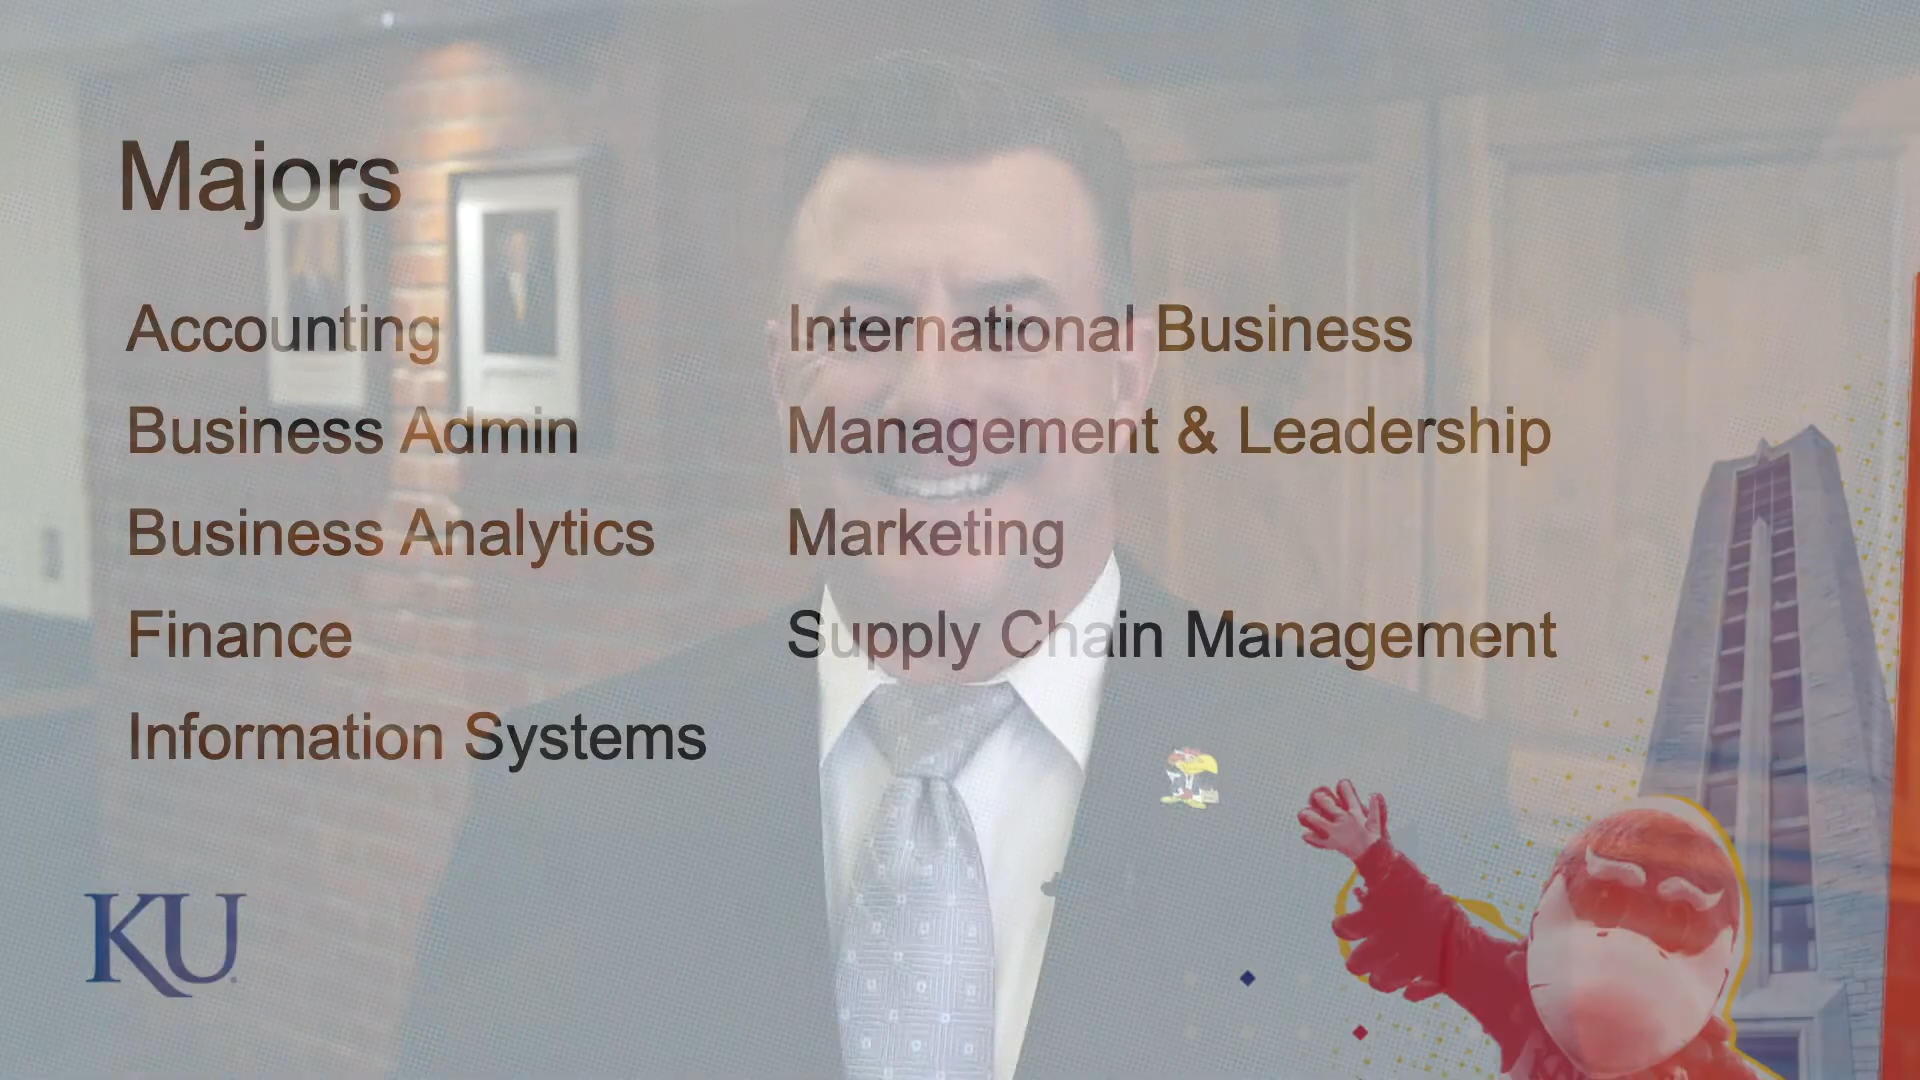 Majors
Accounting
Business Admin
Business Analytics
Finance
Information Systems
International Business
Management & Leadership
Marketing
Supply Chain Management
KU